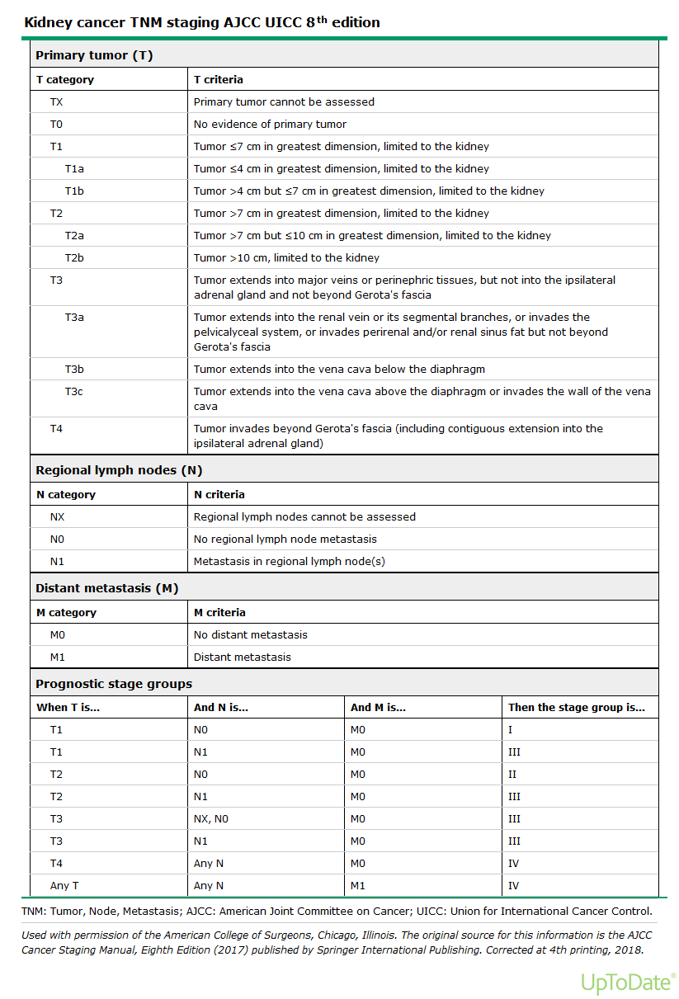 Kidney cancer TNM staging AJCC UICC 8th edition
Primary tumor (T)
T category T criteria
TX Primary tumor cannot be assessed
T0 No evidence of primary tumor
T1 Tumor ≤7 cm in greatest dimension, limited to the kidney
T1a Tumor ≤4 cm in greatest dimension, limited to the kidney
T1b Tumor >4 cm but ≤7 cm in greatest dimension, limited to the kidney
T2 Tumor >7 cm in greatest dimension, limited to the kidney
T2a Tumor >7 cm but ≤10 cm in greatest dimension, limited to the kidney
T2b Tumor >10 cm, limited to the kidney
T3 Tumor extends into major veins or perinephric tissues, but not into the ipsilateral
adrenal gland and not beyond Gerota's fascia
T3a Tumor extends into the renal vein or its segmental branches, or invades the
pelvicalyceal system, or invades perirenal and/or renal sinus fat but not beyond
Gerota's fascia
T3b Tumor extends into the vena cava below the diaphragm
T3c Tumor extends into the vena cava above the diaphragm or invades the wall of the vena
cava
T4 Tumor invades beyond Gerota's fascia (including contiguous extension into the
ipsilateral adrenal gland)
Regional lymph nodes (N)
N category N criteria
NX Regional lymph nodes cannot be assessed
N0 No regional lymph node metastasis
N1 Metastasis in regional lymph node(s)
Distant metastasis (M)
M category M criteria
M0 No distant metastasis
M1 Distant metastasis
Prognostic stage groups
When T is... And N is... And M is... Then the stage group is...
T1 N0 M0 I
T1 N1 M0 III
T2 N0 M0 II
T2 N1 M0 III
T3 NX, N0 M0 III
T3 N1 M0 III
T4 Any N M0 IV
Any T Any N M1 IV
TNM: Tumor, Node, Metastasis; AJCC: American Joint Committee on Cancer; UICC: Union for International Cancer Control.
Used with permission of the American College of Surgeons, Chicago, Illinois. The original source for this information is the AJCC
Cancer Staging Manual, Eighth Edition (2017) published by Springer International Publishing. Corrected at 4th printing, 2018.
UpToDate®